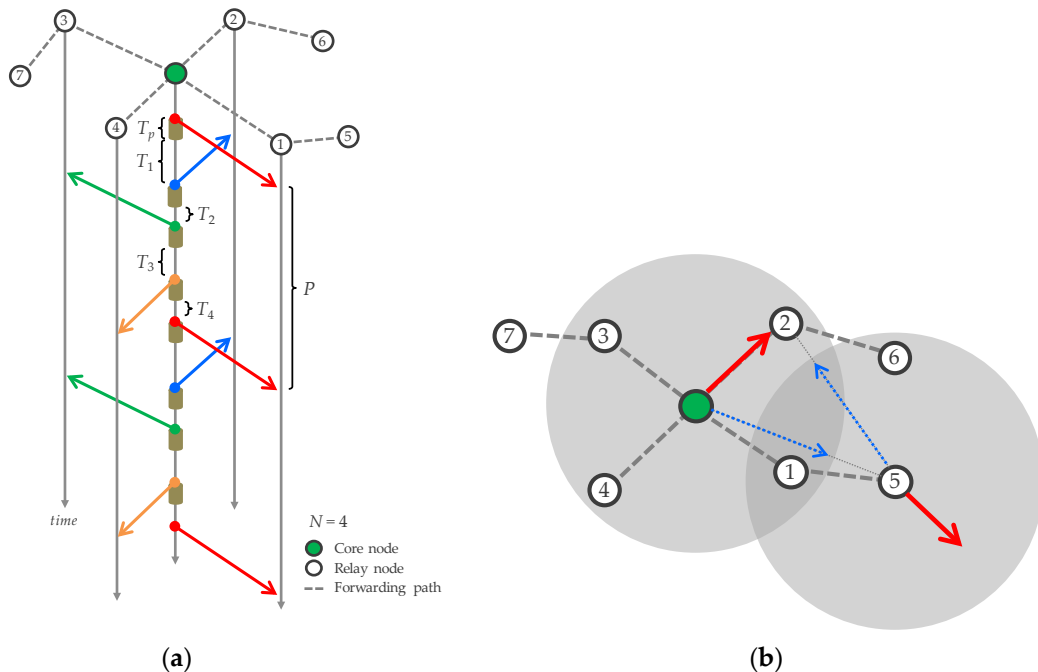 3
2
6
7
4
1
5
T_p
T_1
T_2
T_3
P
T_4
time
N = 4
Core node
Relay node
Forwarding path
(a)
2
7
3
6
1
5
4
(b)